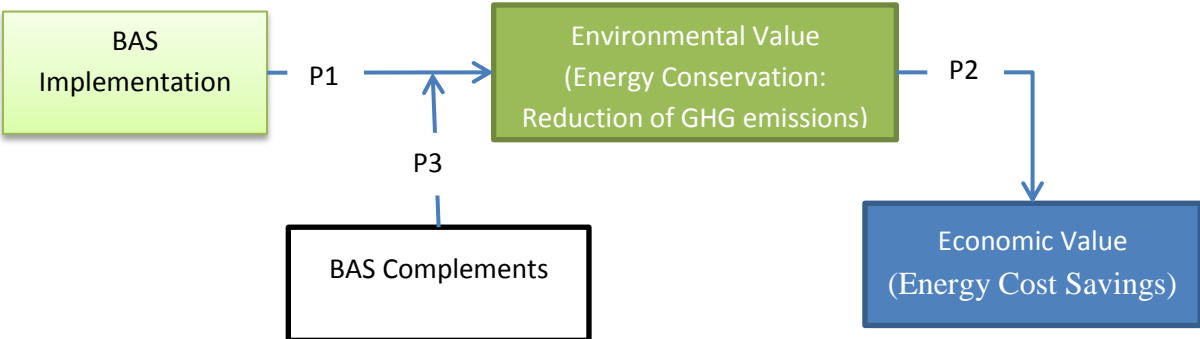 BAS
Implementation
P1
Environmental Value
(Energy Conservation:
Reduction of GHG emissions)
P2
P3
BAS Complements
Economic Value
(Energy Cost Savings)